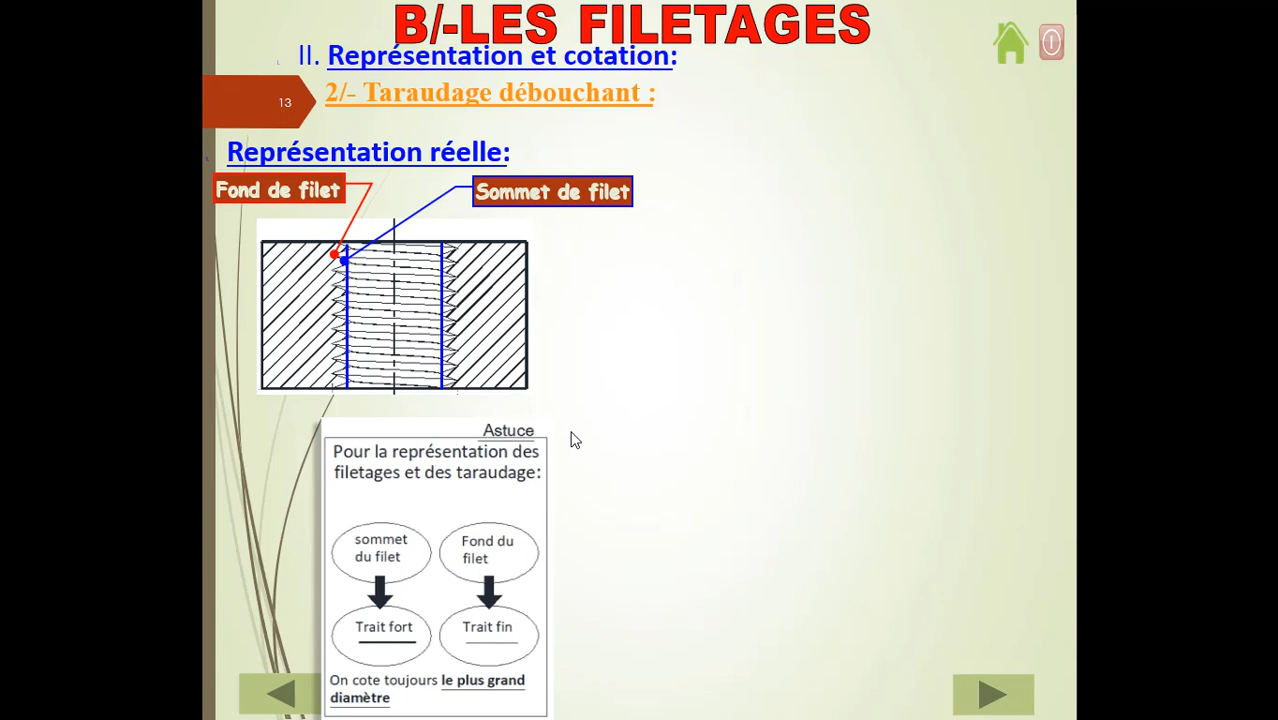 B/-LES FILETAGES
II. Représentation et cotation:
2/- Taraudage débouchant :
13
Représentation réelle:
Fond de filet
Sommet de filet
Astuce
Pour la représentation des
filetages et des taraudage:
sommet
du filet
Fond du
filet
Trait fort
Trait fin
On cote toujours le plus grand
diamètre